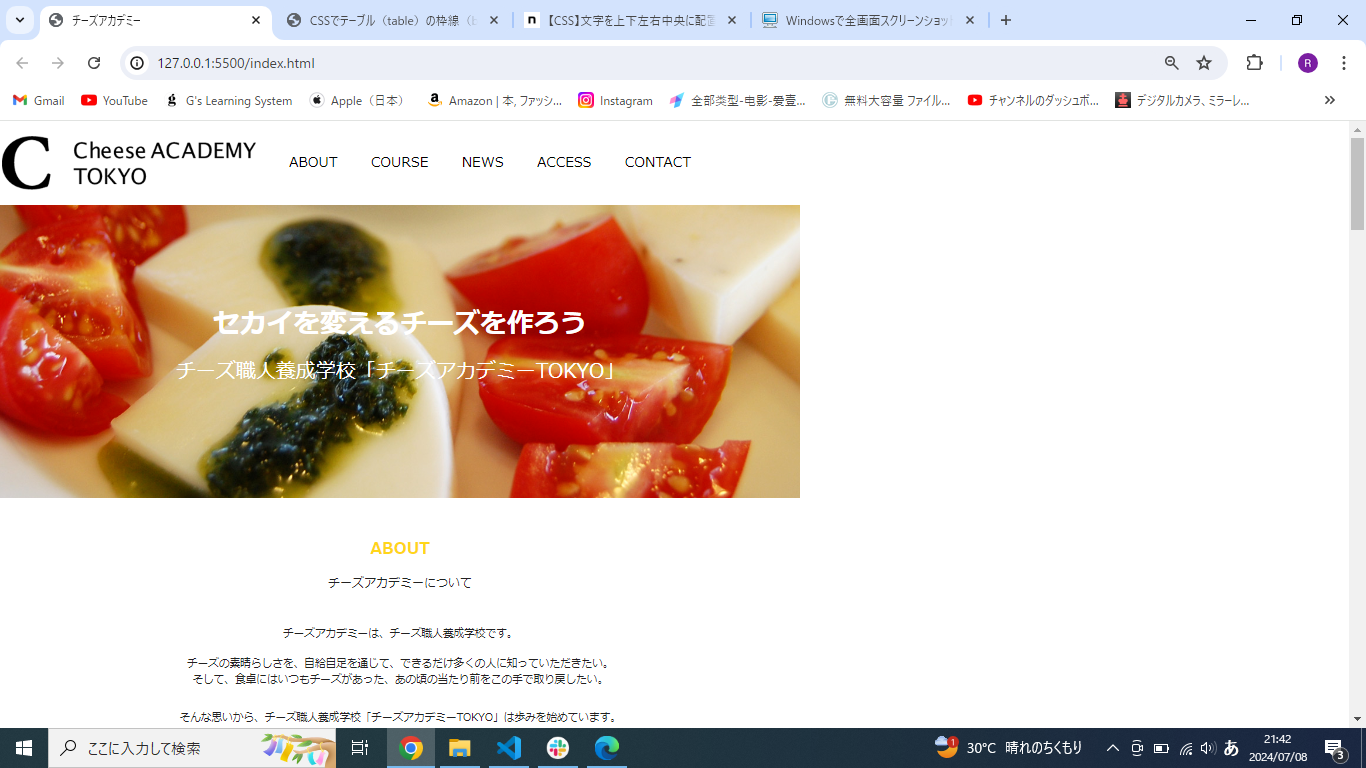 チーズアカデミー
CSSでテーブル（table）の枠線（b
n
【CSS】文字を上下左右中央に配置
Windowsで全画面スクリーンショッ
127.0.0.1:5500/index.html
R
Gmail
YouTube
g
G's Learning System
Apple（日本）
a
Amazon | 本, ファッシ...
Instagram
全部类型-电影-爱壹...
無料大容量 ファイル...
チャンネルのダッシュボ...
デジタルカメラ、ミラーレ...
C
Cheese ACADEMY
TOKYO
ABOUT
COURSE
NEWS
ACCESS
CONTACT
セカイを変えるチーズを作ろう
チーズ職人養成学校「チーズアカデミーTOKYO」
ABOUT
チーズアカデミーについて
チーズアカデミーは、チーズ職人養成学校です。
チーズの素晴らしさを、自給自足を通じて、できるだけ多くの人に知っていただきたい。
そして、食卓にはいつもチーズがあった、あの頃の当たり前をこの手で取り戻したい。
そんな思いから、チーズ職人養成学校「チーズアカデミーTOKYO」は歩みを始めています。
ここに入力して検索
1
30°C 晴れのちくもり
あ
21:42
2024/07/08
3